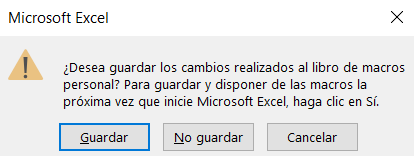 Microsoft Excel
¿Desea guardar los cambios realizados al libro de macros
personal? Para guardar y disponer de las macros la
próxima vez que inicie Microsoft Excel, haga clic en Sí.
Guardar No guardar Cancelar